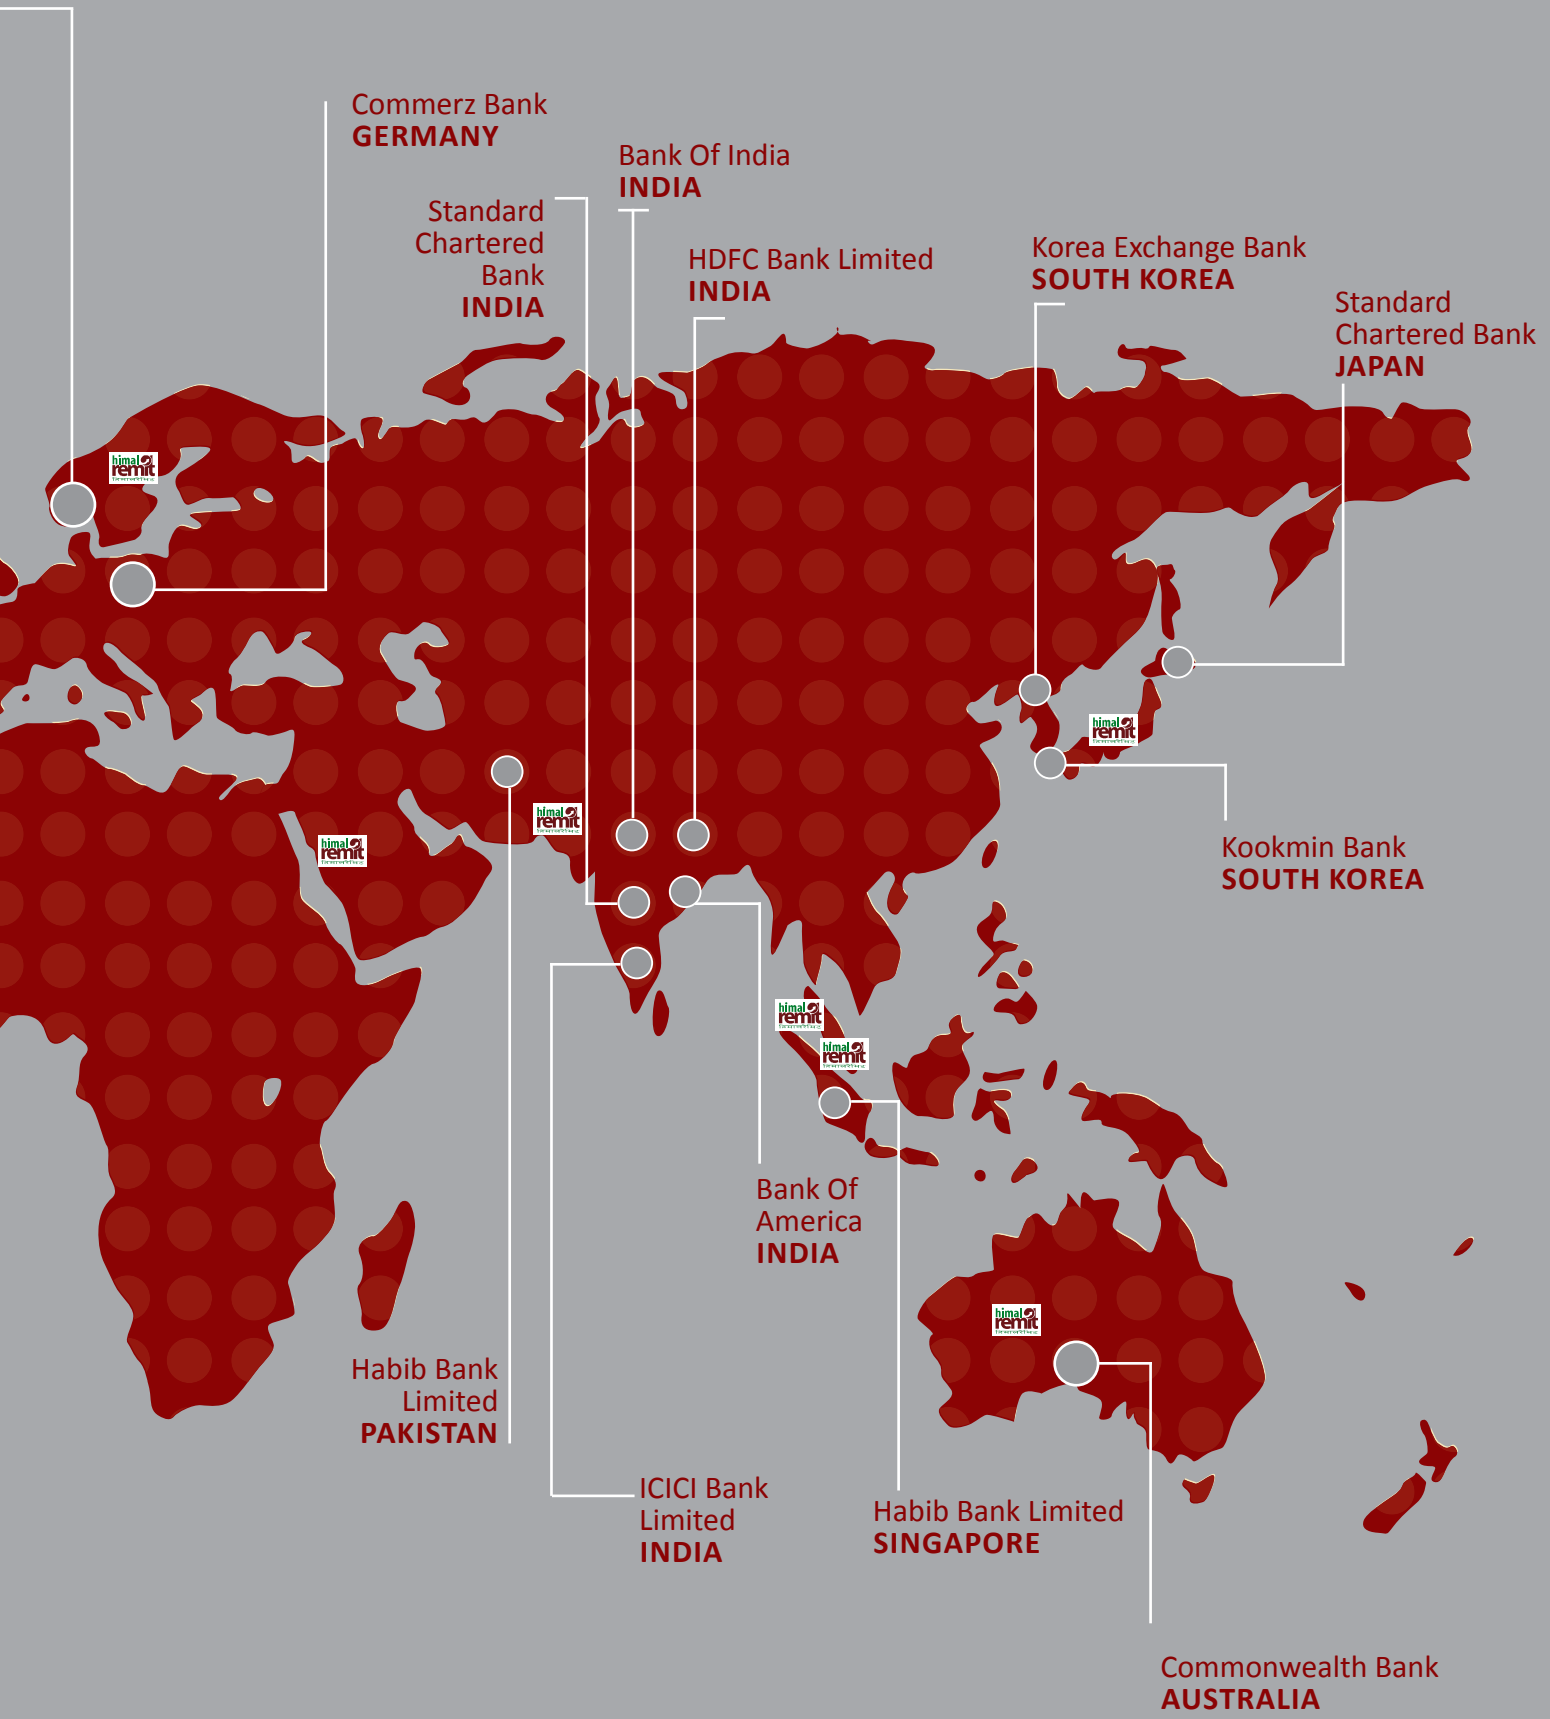 Commerz Bank
GERMANY
Bank Of India
INDIA
Standard
Chartered
Bank
INDIA
HDFC Bank Limited
INDIA
Korea Exchange Bank
SOUTH KOREA
Standard
Chartered Bank
JAPAN
himal
remit
himal
remit
himal
remit
himal
remit
Kookmin Bank
SOUTH KOREA
himal
remit
himal
remit
Bank Of
America
INDIA
himal
remit
Habib Bank
Limited
PAKISTAN
ICICI Bank
Limited
INDIA
Habib Bank Limited
SINGAPORE
Commonwealth Bank
AUSTRALIA